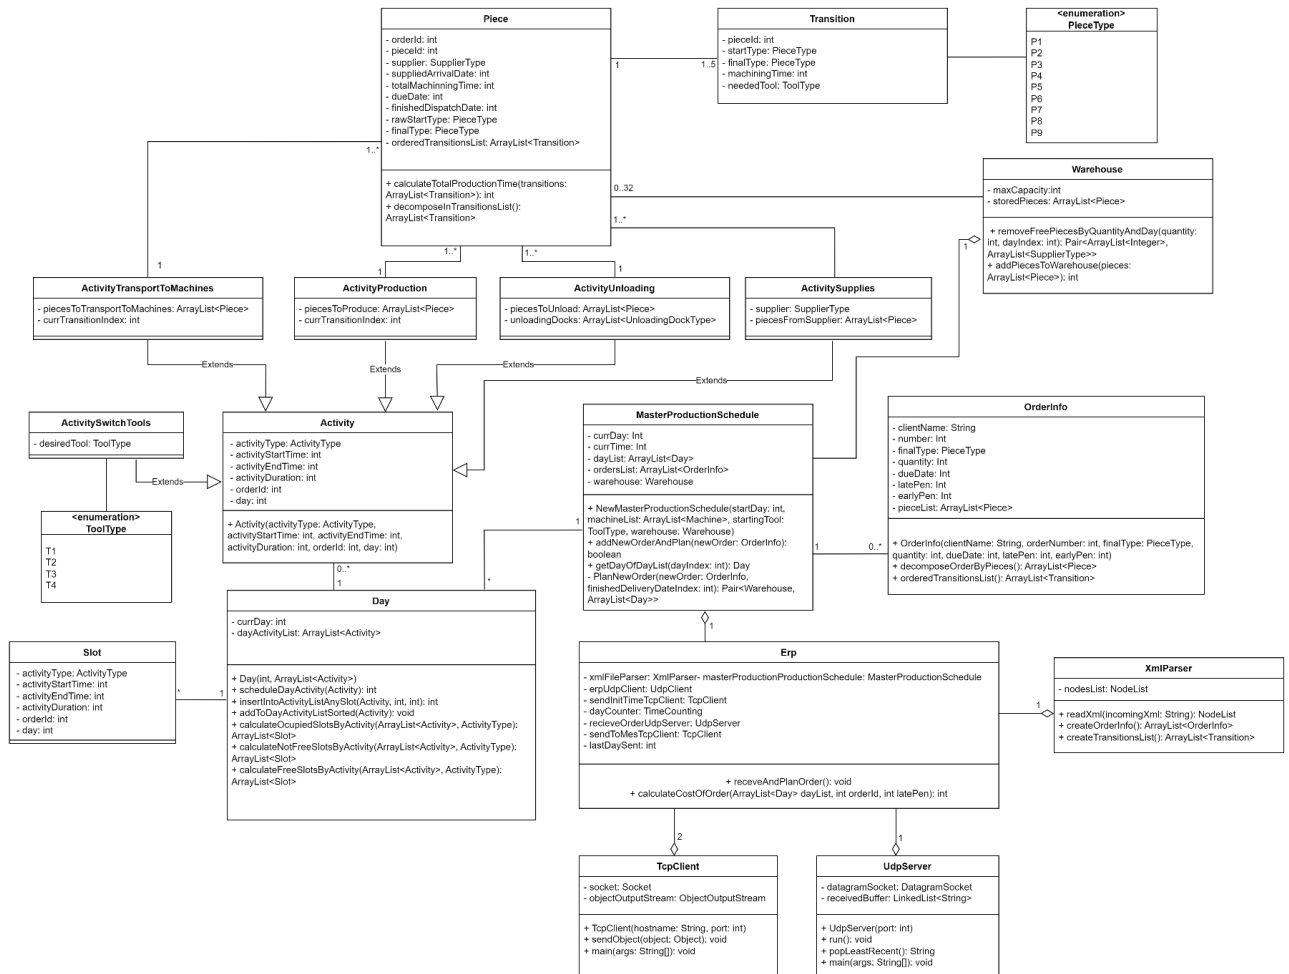 Piece
- orderId: int
- pieceId: int
- supplier: SupplierType
- suppliedArrivalDate: int
- totalMachinningTime: int
- dueDate: int
- finishedDispatchDate: int
- rawStartType: PieceType
- finalType: PieceType
- orderedTransitionsList: ArrayList<Transition>
+ calculateTotalProductionTime(transitions:
ArrayList<Transition>): int
+ decomposeInTransitionsList():
ArrayList<Transition>
Transition
- pieceId: int
- startType: PieceType
- finalType: PieceType
- machiningTime: int
- neededTool: ToolType
<enumeration>
PieceType
P1
P2
P3
P4
P5
P6
P7
P8
P9
1
1..5
1..*
1
0..32
1..*
1..*
1
1..*
1
Warehouse
- maxCapacity:int
- storedPieces: ArrayList<Piece>
+ removeFreePiecesByQuantityAndDay(quantity:
int, dayIndex: int): Pair<ArrayList<Integer>,
ArrayList<SupplierType>>
+ addPiecesToWarehouse(pieces:
ArrayList<Piece>): int
1
ActivityTransportToMachines
- piecesToTransportToMachines: ArrayList<Piece>
- currTransitionIndex: int
ActivityProduction
- piecesToProduce: ArrayList<Piece>
- currTransitionIndex: int
ActivityUnloading
- piecesToUnload: ArrayList<Piece>
- unloadingDocks: ArrayList<UnloadingDockType>
ActivitySupplies
- supplier: SupplierType
- piecesFromSupplier: ArrayList<Piece>
Extends
Extends
Extends
Extends
ActivitySwitchTools
- desiredTool: ToolType
Extends
<enumeration>
ToolType
T1
T2
T3
T4
Activity
- activityType: ActivityType
- activityStartTime: int
- activityEndTime: int
- activityDuration: int
- orderId: int
- day: int
+ Activity(activityType: ActivityType,
activityStartTime: int, activityEndTime: int,
activityDuration: int, orderId: int, day: int)
0..*
1
MasterProductionSchedule
- currDay: Int
- currTime: Int
- dayList: ArrayList<Day>
- ordersList: ArrayList<OrderInfo>
- warehouse: Warehouse
+ NewMasterProductionSchedule(startDay: int,
machineList: ArrayList<Machine>, startingTool:
ToolType, warehouse: Warehouse)
+ addNewOrderAndPlan(newOrder: OrderInfo):
boolean
+ getDayOfDayList(dayIndex: int): Day
- PlanNewOrder(newOrder: OrderInfo,
finishedDeliveryDateIndex: int): Pair<Warehouse,
ArrayList<Day>>
1
*
1
0..*
1
OrderInfo
- clientName: String
- number: Int
- finalType: PieceType
- quantity: Int
- dueDate: Int
- latePen: Int
- earlyPen: Int
- pieceList: ArrayList<Piece>
+ OrderInfo(clientName: String, orderNumber: int, finalType: PieceType,
quantity: int, dueDate: int, latePen: int, earlyPen: int)
+ decomposeOrderByPieces(): ArrayList<Piece>
+ orderedTransitionsList(): ArrayList<Transition>
Day
- currDay: int
- dayActivityList: ArrayList<Activity>
+ Day(int, ArrayList<Activity>)
+ scheduleDayActivity(Activity): int
+ insertIntoActivityListAnySlot(Activity, int, int): int
+ addToDayActivityListSorted(Activity): void
+ calculateOcupiedSlotsByActivity(ArrayList<Activity>, ActivityType):
ArrayList<Slot>
+ calculateNotFreeSlotsByActivity(ArrayList<Activity>, ActivityType):
ArrayList<Slot>
+ calculateFreeSlotsByActivity(ArrayList<Activity>, ActivityType):
ArrayList<Slot>
Slot
- activityType: ActivityType
- activityStartTime: int
- activityEndTime: int
- activityDuration: int
- orderId: int
- day: int
*
1
Erp
- xmlFileParser: XmlParser- masterProductionProductionSchedule: MasterProductionSchedule
- erpUdpClient: UdpClient
- sendInitTimeTcpClient: TcpClient
- dayCounter: TimeCounting
- recieveOrderUdpServer: UdpServer
- sendToMesTcpClient: TcpClient
- lastDaySent: int
+ receveAndPlanOrder(): void
+ calculateCostOfOrder(ArrayList<Day> dayList, int orderId, int latePen): int
1
XmlParser
- nodesList: NodeList
+ readXml(incomingXml: String): NodeList
+ createOrderInfo(): ArrayList<OrderInfo>
+ createTransitionsList(): ArrayList<Transition>
2
1
TcpClient
- socket: Socket
- objectOutputStream: ObjectOutputStream
+ TcpClient(hostname: String, port: int)
+ sendObject(object: Object): void
+ main(args: String[]): void
UdpServer
- datagramSocket: DatagramSocket
- receivedBuffer: LinkedList<String>
+ UdpServer(port: int)
+ run(): void
+ popLeastRecent(): String
+ main(args: String[]): void